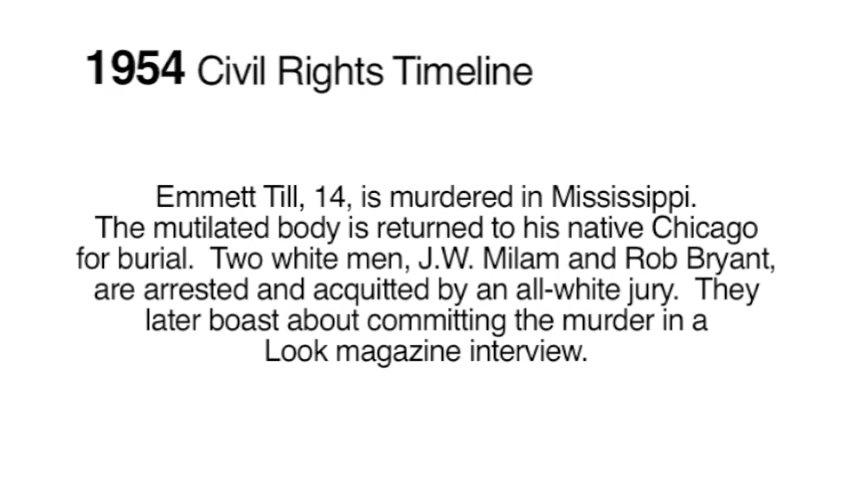 1954 Civil Rights Timeline
Emmett Till, 14, is murdered in Mississippi.
The mutilated body is returned to his native Chicago
for burial.  Two white men, J.W. Milam and Rob Bryant,
are arrested and acquitted by an all-white jury.  They
later boast about committing the murder in a
Look magazine interview.